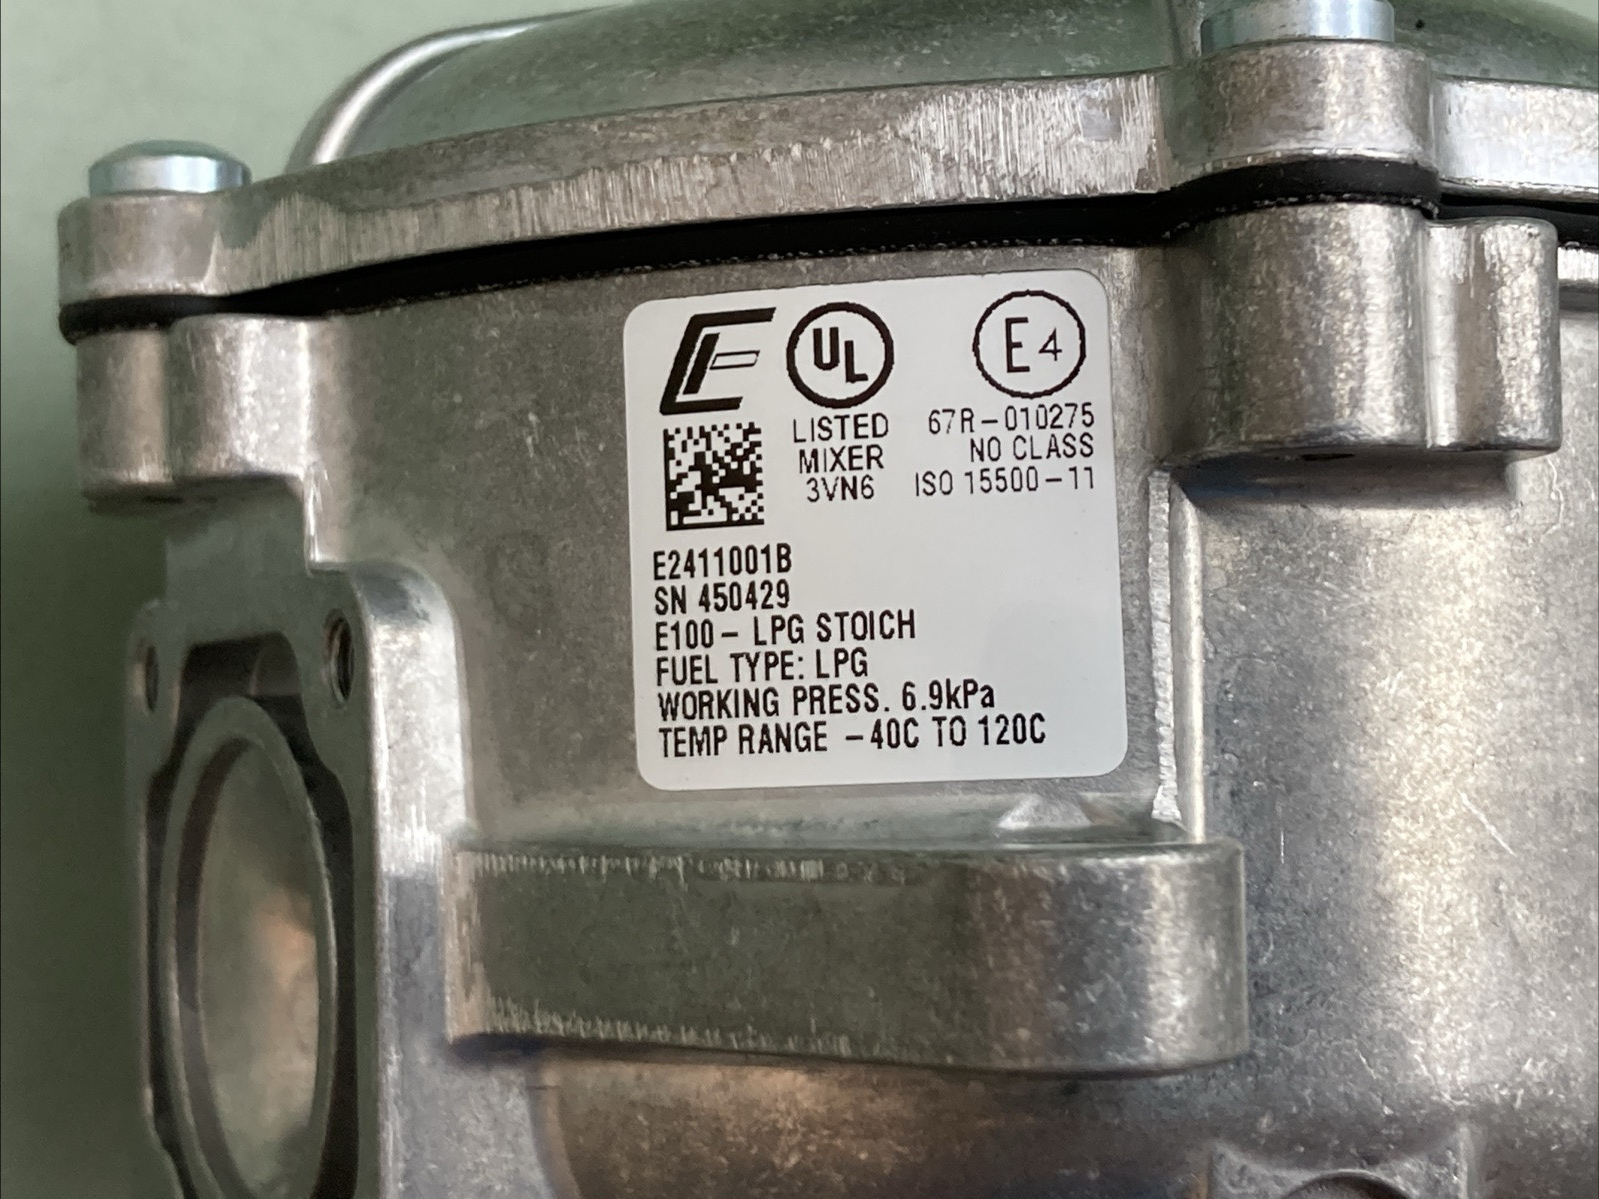 UL
E4
LISTED
MIXER
3VN6
67R-010275
NO CLASS
ISO 15500-11
E2411001B
SN 450429
E100- LPG STOICH
FUEL TYPE: LPG
WORKING PRESS. 6.9kPa
TEMP RANGE -40C TO 120C